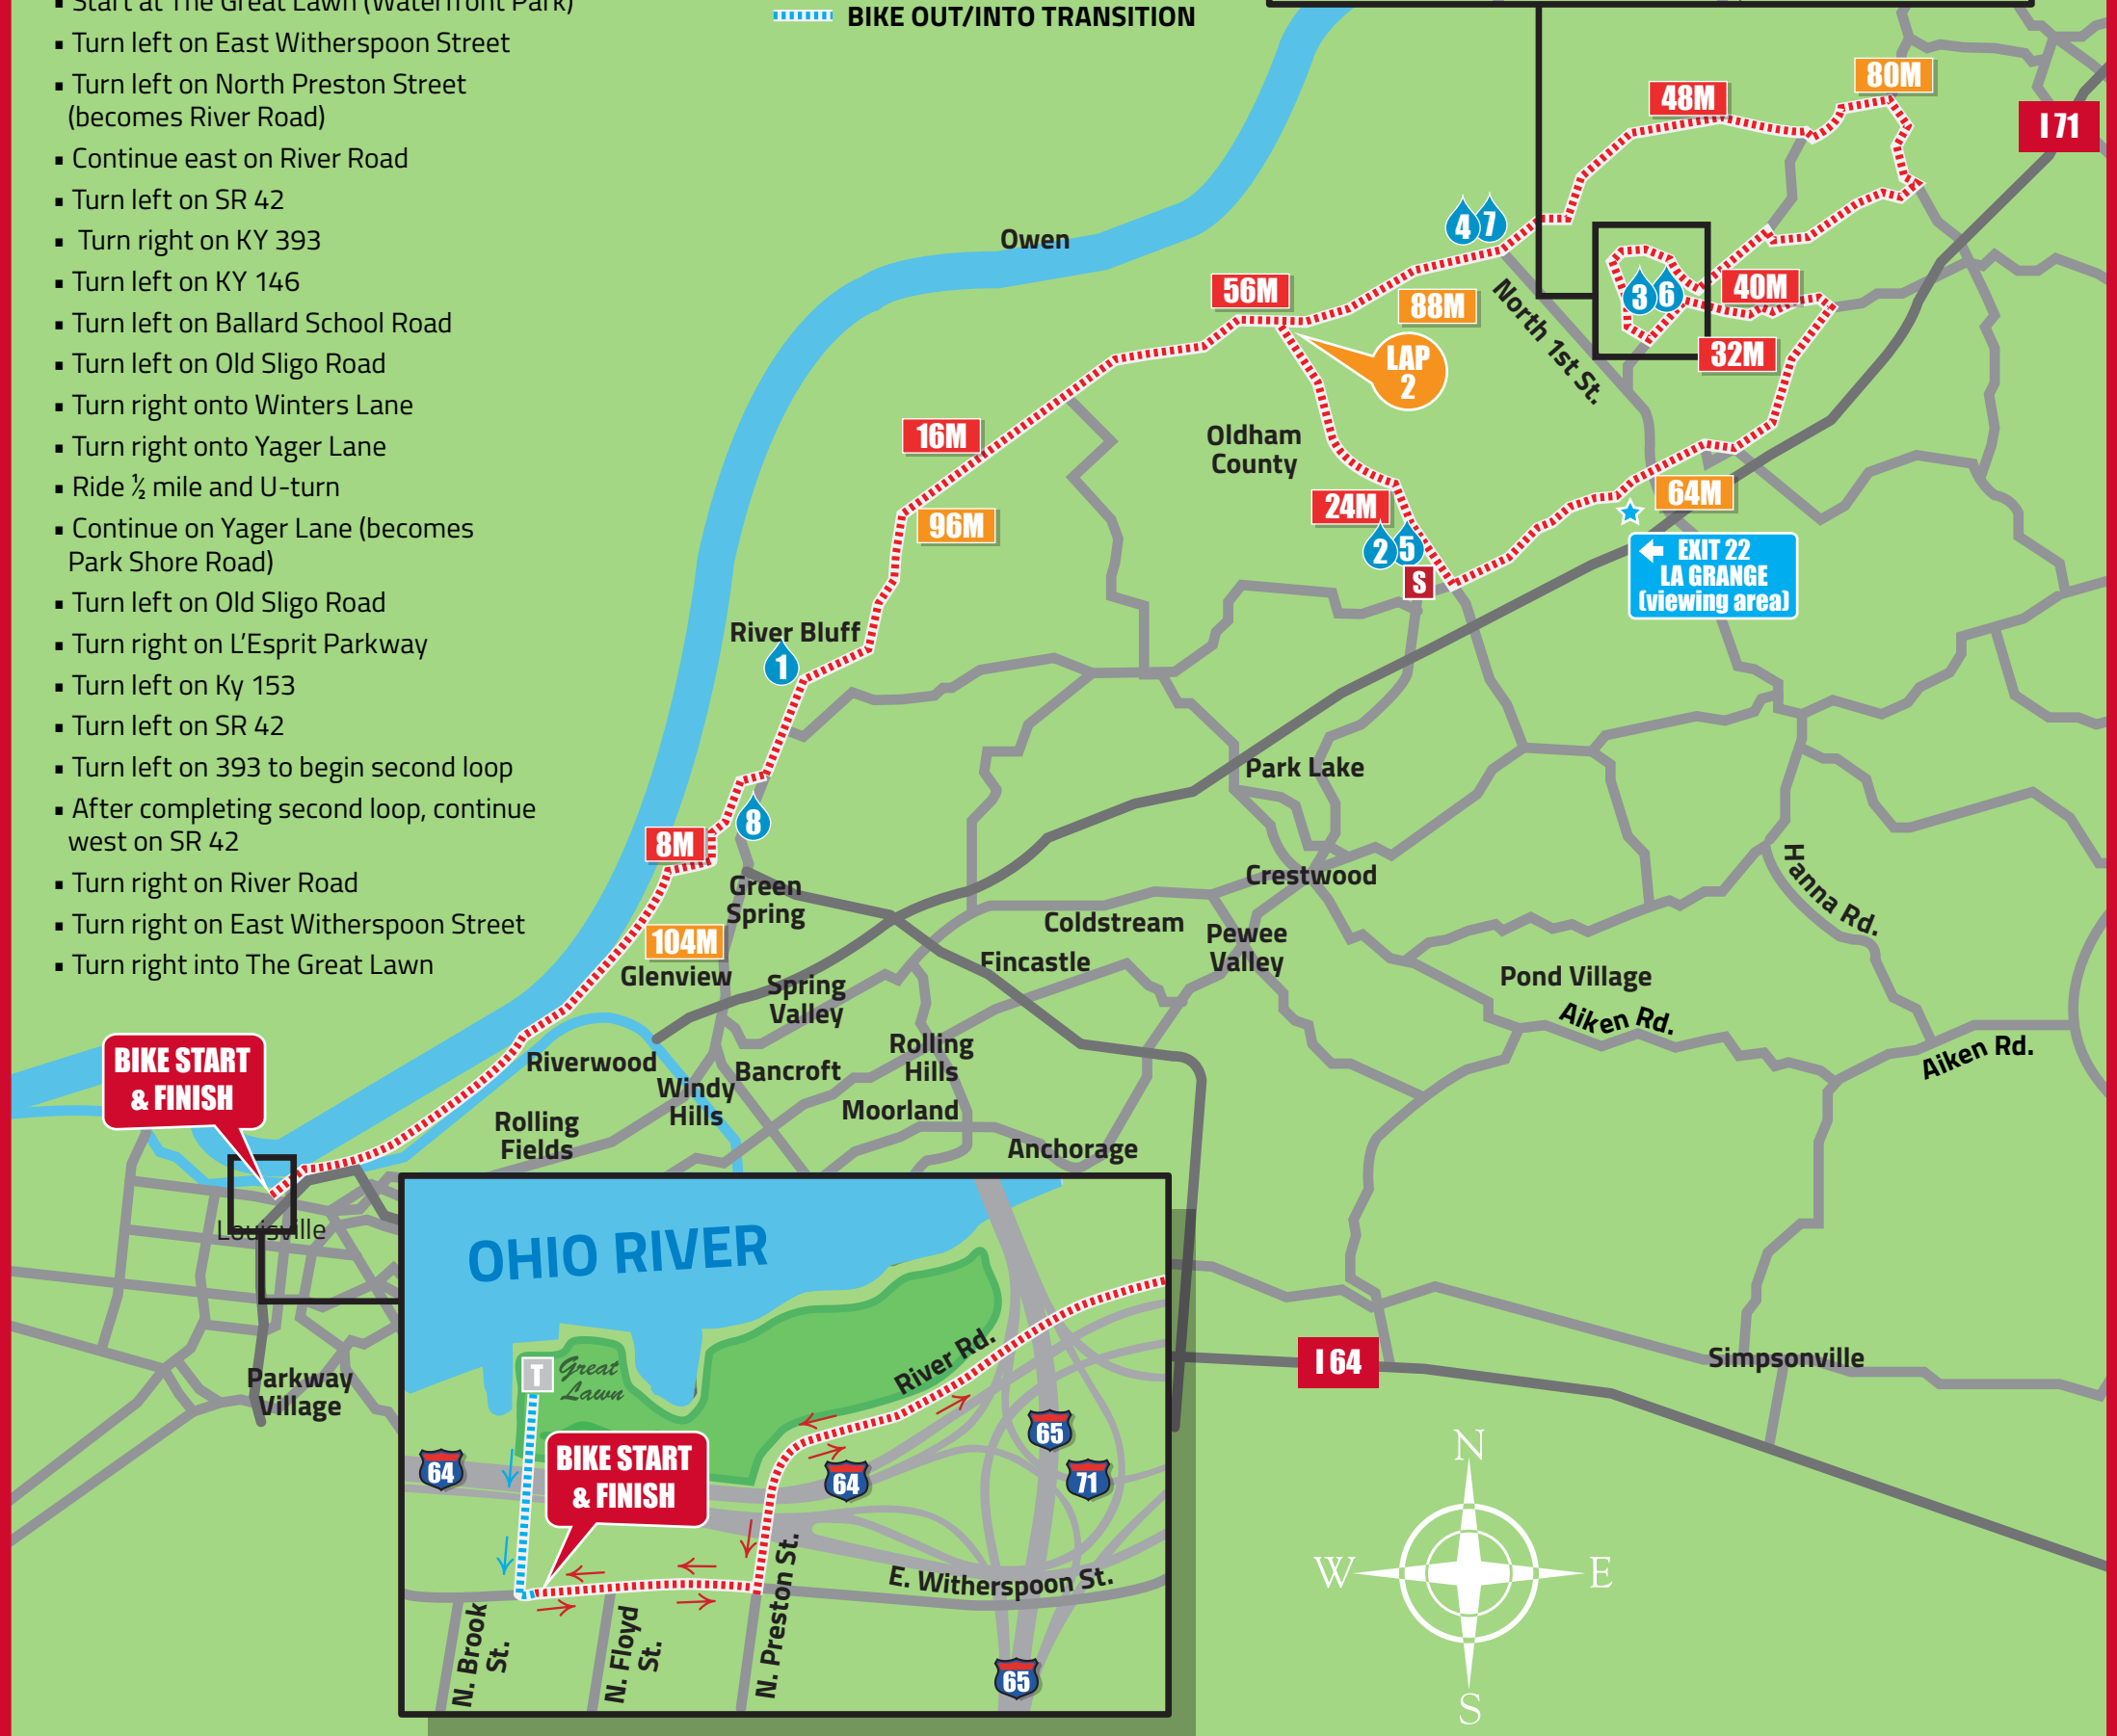 ▪ Start at The Great Lawn (Waterfront Park)
▪ Turn left on East Witherspoon Street
▪ Turn left on North Preston Street
(becomes River Road)
▪ Continue east on River Road
▪ Turn left on SR 42
▪ Turn right on KY 393
▪ Turn left on KY 146
▪ Turn left on Ballard School Road
▪ Turn left on Old Sligo Road
▪ Turn right onto Winters Lane
▪ Turn right onto Yager Lane
▪ Ride ½ mile and U-turn
▪ Continue on Yager Lane (becomes
Park Shore Road)
▪ Turn left on Old Sligo Road
▪ Turn right on L’Esprit Parkway
▪ Turn left on Ky 153
▪ Turn left on SR 42
▪ Turn left on 393 to begin second loop
▪ After completing second loop, continue
west on SR 42
▪ Turn right on River Road
▪ Turn right on East Witherspoon Street
▪ Turn right into The Great Lawn
BIKE OUT/INTO TRANSITION
80M
48M
I 71
4 7
Owen
56M
88M
3 6
40M
North 1st St.
32M
LAP
2
16M
Oldham
County
96M
24M
64M
2 5
S
EXIT 22
LA GRANGE
(viewing area)
River Bluff
1
Park Lake
8
8M
Green
Spring
Crestwood
Hanna Rd.
104M
Coldstream
Pewee
Valley
Glenview
Fincastle
Spring
Valley
Pond Village
Aiken Rd.
Aiken Rd.
BIKE START
& FINISH
Riverwood
Rolling
Hills
Bancroft
Windy
Hills
Moorland
Rolling
Fields
Anchorage
Louisville
Parkway
Village
I 64
Simpsonville
OHIO RIVER
T
Great
Lawn
River Rd.
65
64
BIKE START
& FINISH
64
71
E. Witherspoon St.
N. Brook
St.
N. Floyd
St.
N. Preston St.
65
N
W
E
S